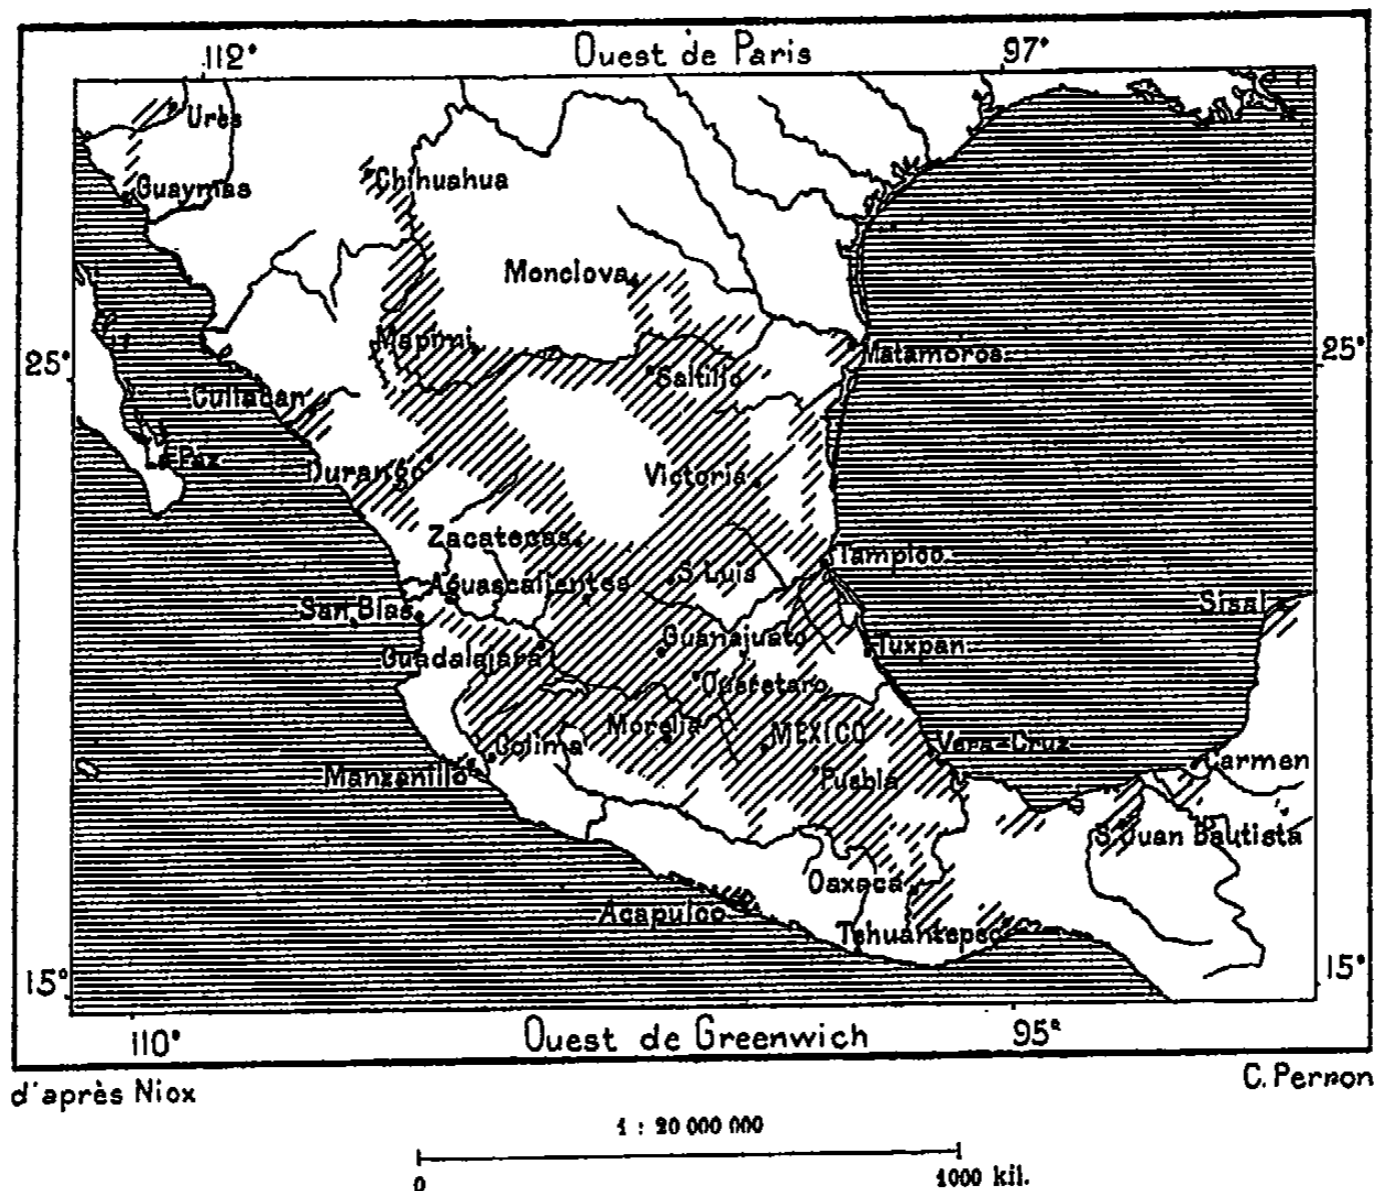 112° Ouest de Paris 97°
Urès
Guaymas
Chihuahua
Monclova
Mapimi
Matamoros
25° 25°
Saltillo
Culiacan
La Paz
Durango
Victoria
Zacatecas
Tampico
S. Luis
Aguascalientes
San Blas
Sisal
Guanajuato
Tuxpan
Guadalajara
Queretaro
Morelia
MEXICO
Vera-Cruz
Colima
Carmen
Manzanillo
Puebla
S. Juan Bautista
Oaxaca
Acapulco
Tehuantepec
15° 15°
110° Ouest de Greenwich 95°
d'après Niox C. Perron
1 : 20 000 000
0 1000 kil.